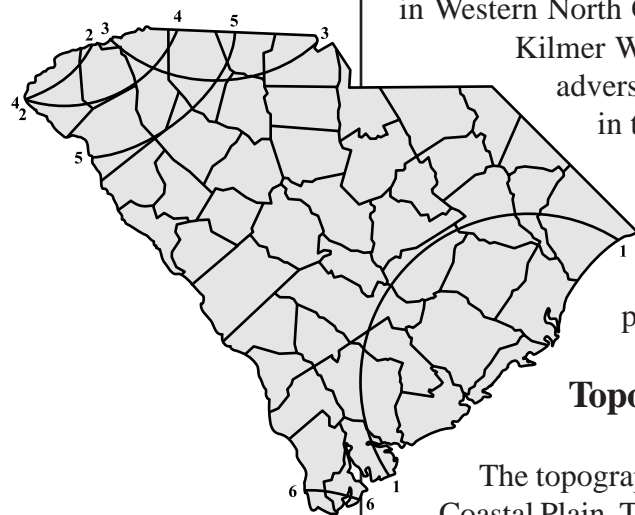 in Western North
Kilmer
advers
in t
p
Topo
The topograp
Coastal Plain. T
2 3 4 5 3
4
2
5
1
6 6 1